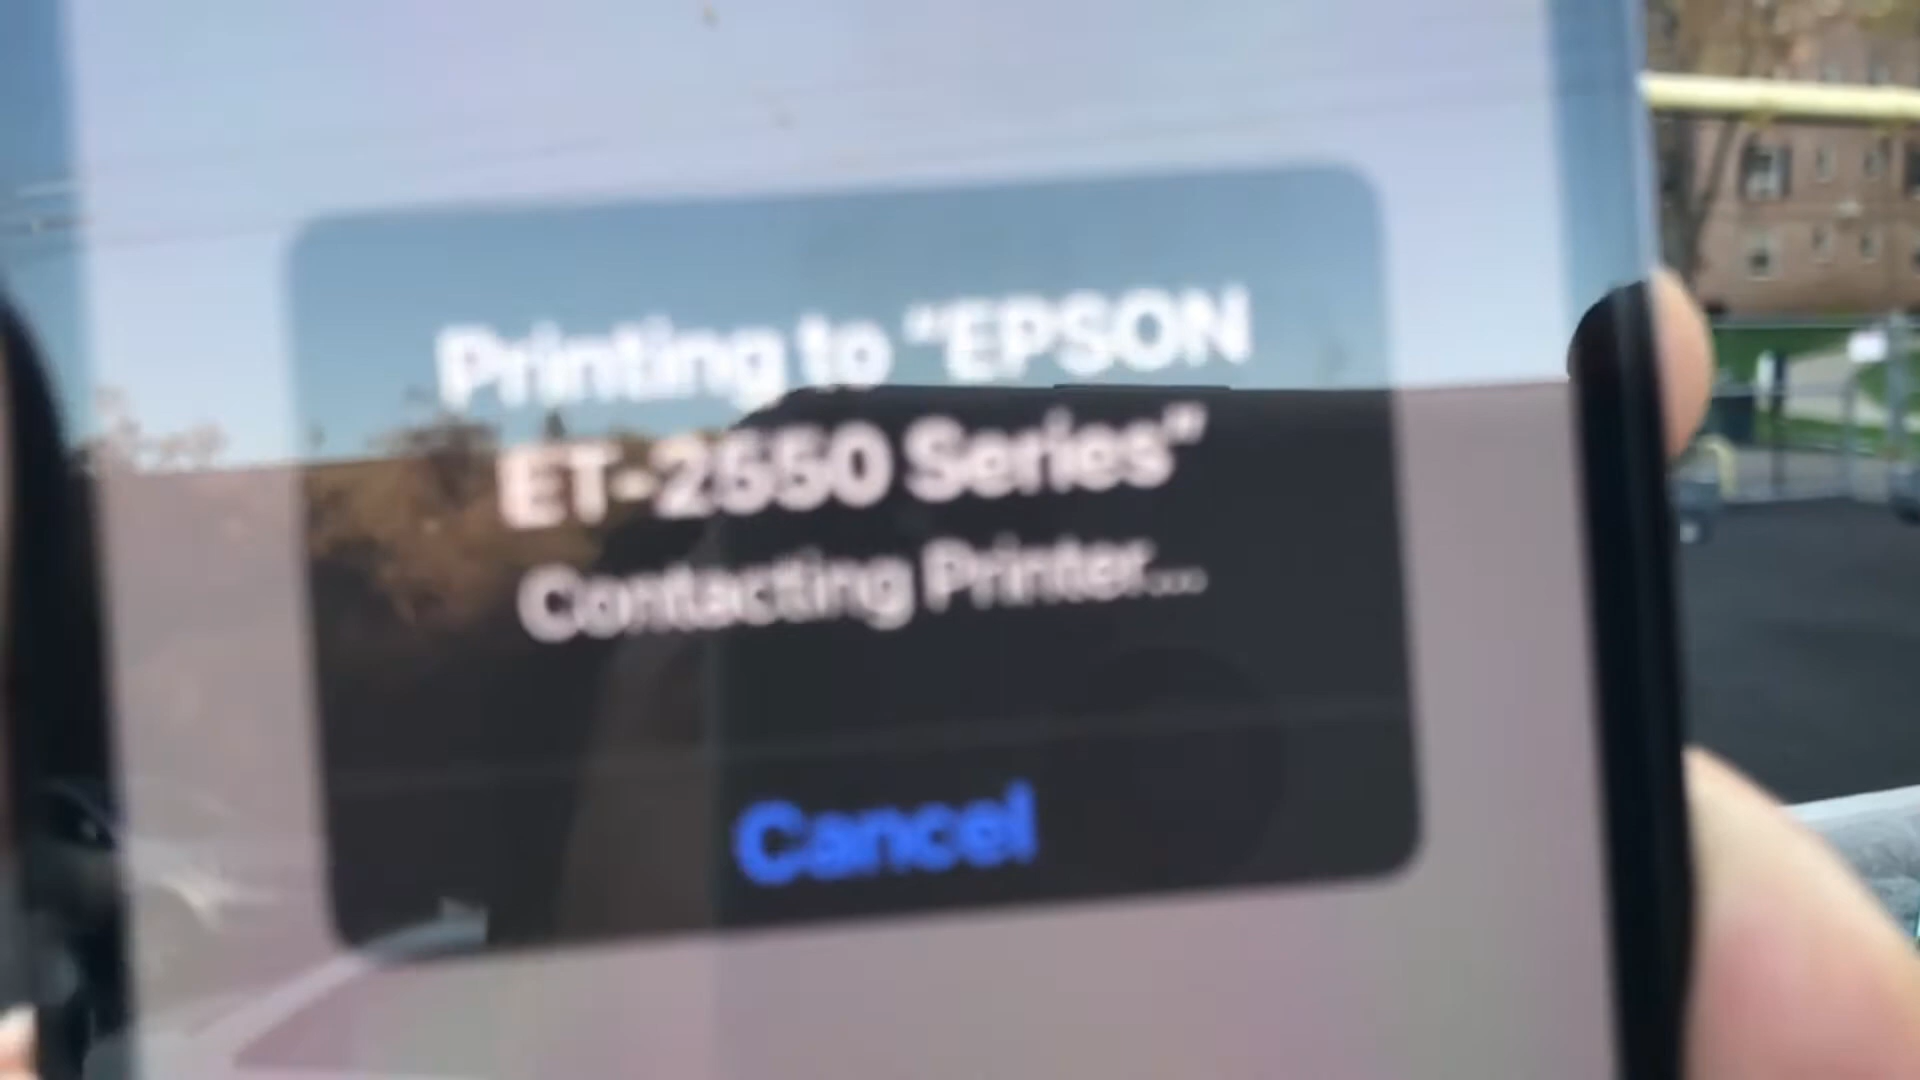 Printing to “EPSON
ET-2550 Series”
Contacting Printer...
Cancel